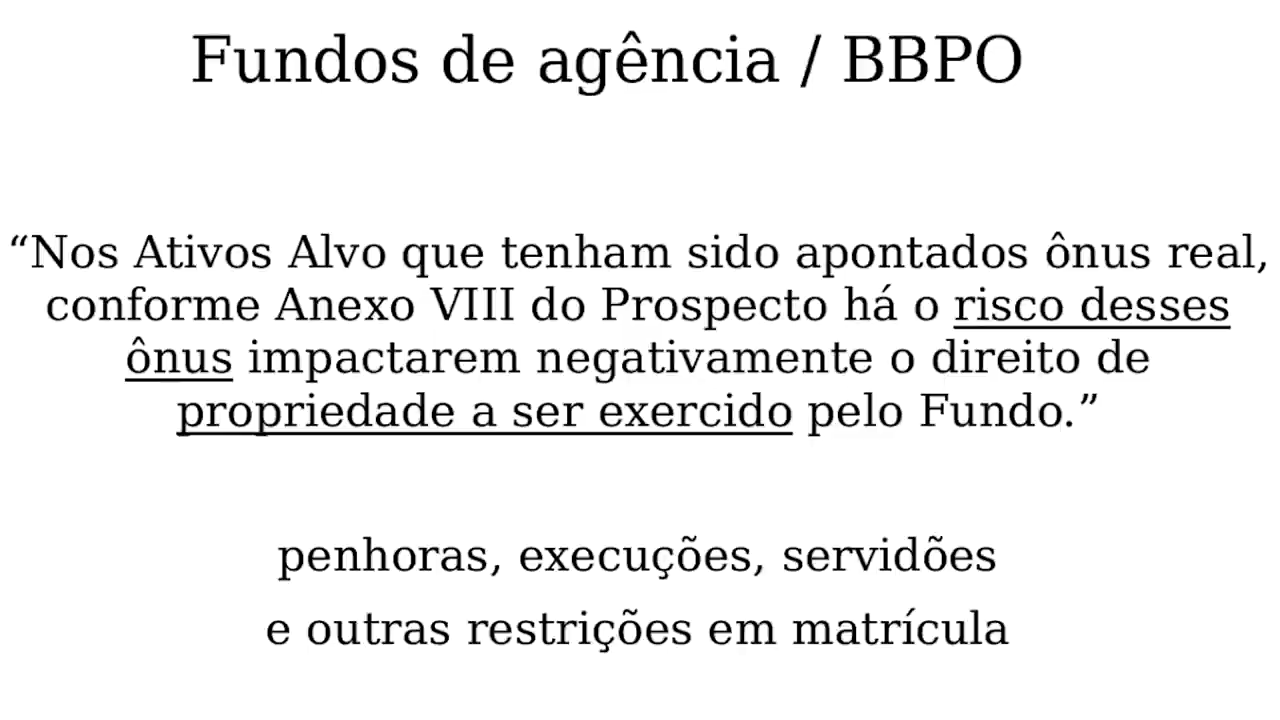 Fundos de agência / BBPO
“Nos Ativos Alvo que tenham sido apontados ônus real,
conforme Anexo VIII do Prospecto há o risco desses
ônus impactarem negativamente o direito de
propriedade a ser exercido pelo Fundo.”
penhoras, execuções, servidões
e outras restrições em matrícula